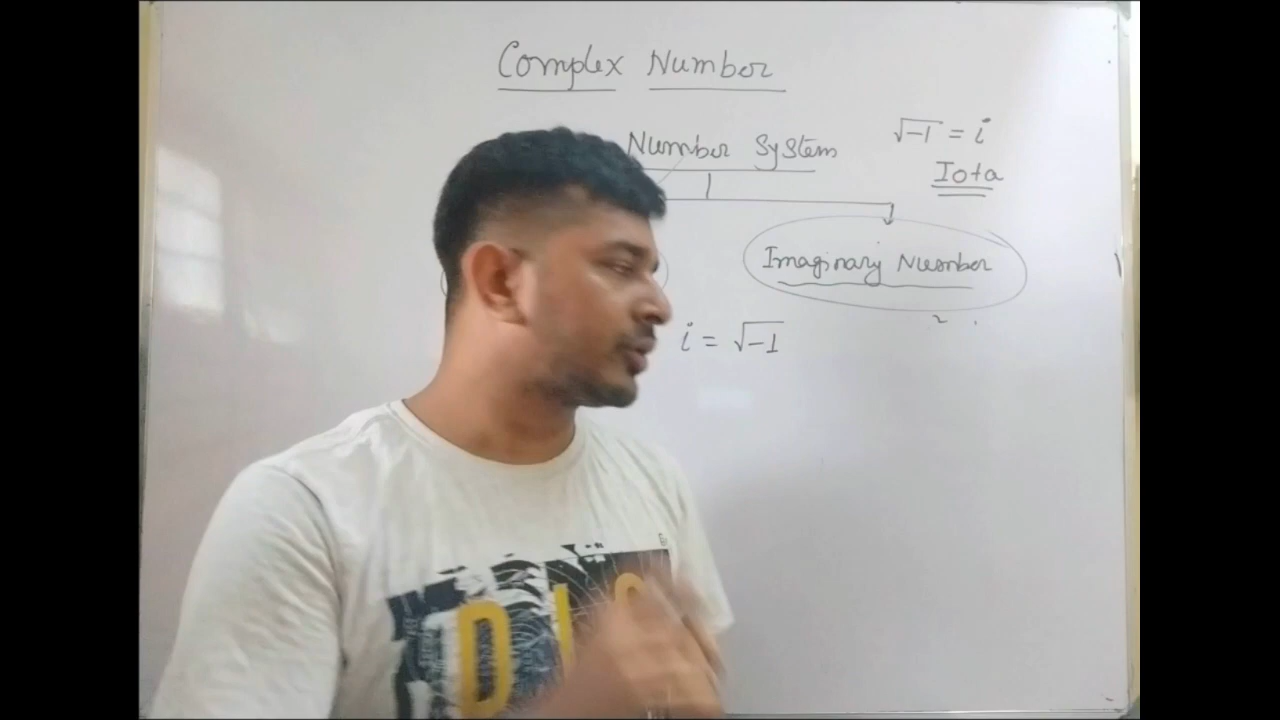 Complex Number
Number System
√-1 = i
Iota
Imaginary Number
i = √-1